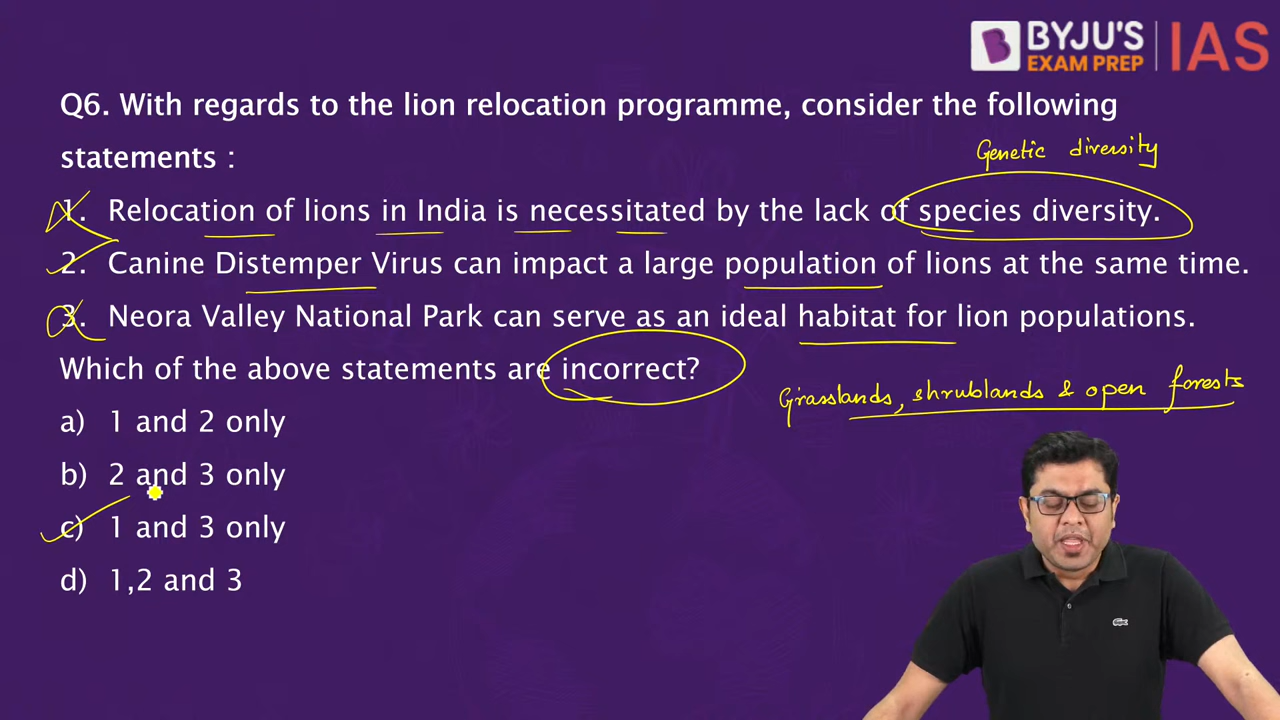 BYJU'S
EXAM PREP
IAS
Q6. With regards to the lion relocation programme, consider the following
statements :
Genetic diversity
1. Relocation of lions in India is necessitated by the lack of species diversity.
2. Canine Distemper Virus can impact a large population of lions at the same time.
3. Neora Valley National Park can serve as an ideal habitat for lion populations.
Which of the above statements are incorrect?
Grasslands, shrublands & open forests
a) 1 and 2 only
b) 2 and 3 only
c) 1 and 3 only
d) 1,2 and 3